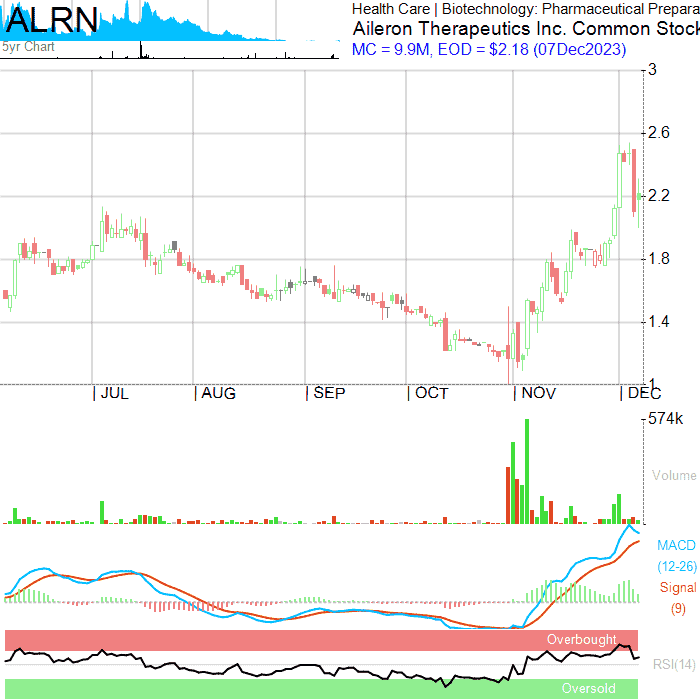 ALRN
5yr Chart
Health Care | Biotechnology: Pharmaceutical Prepara
Aileron Therapeutics Inc. Common Stock
MC = 9.9M, EOD = $2.18 (07Dec2023)
3
2.6
2.2
1.8
1.4
1
JUL AUG SEP OCT NOV DEC
574k
Volume
MACD
(12-26)
Signal
(9)
Overbought
RSI(14)
Oversold